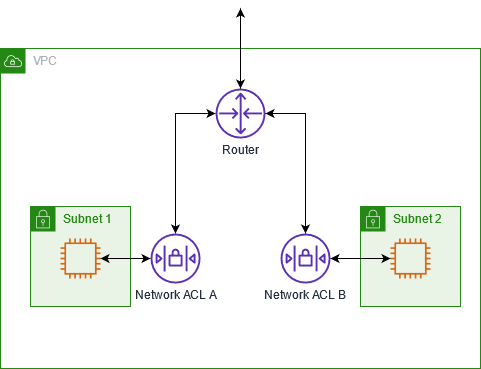 VPC
Router
Subnet 1
Subnet 2
Network ACL A
Network ACL B